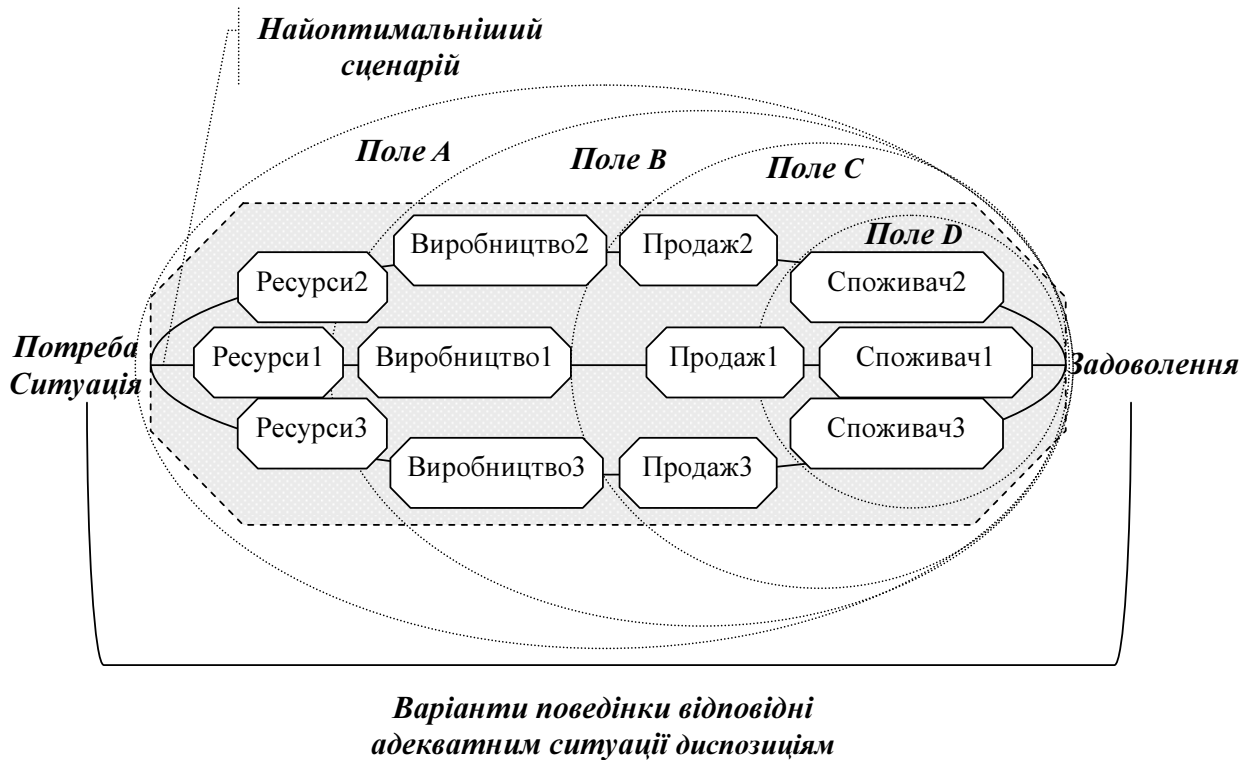 Найоптимальніший
сценарій
Поле A
Поле B
Поле C
Поле D
Виробництво2
Продаж2
Ресурси2
Споживач2
Потреба
Ситуація
Ресурси1
Виробництво1
Продаж1
Споживач1
Задоволення
Ресурси3
Споживач3
Виробництво3
Продаж3
Варіанти поведінки відповідні
адекватним ситуації диспозиціям